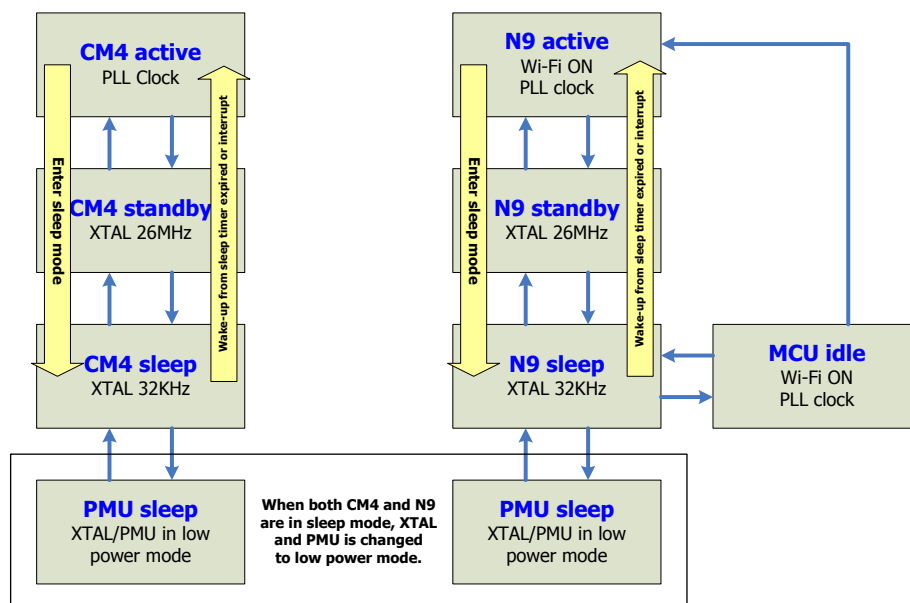 CM4 active
PLL Clock
Enter sleep mode
Wake-up from sleep timer expired or interrupt
CM4 standby
XTAL 26MHz
CM4 sleep
XTAL 32KHz
PMU sleep
XTAL/PMU in low
power mode
When both CM4 and N9
are in sleep mode, XTAL
and PMU is changed
to low power mode.
N9 active
Wi-Fi ON
PLL clock
Enter sleep mode
Wake-up from sleep timer expired or interrupt
N9 standby
XTAL 26MHz
N9 sleep
XTAL 32KHz
MCU idle
Wi-Fi ON
PLL clock
PMU sleep
XTAL/PMU in low
power mode